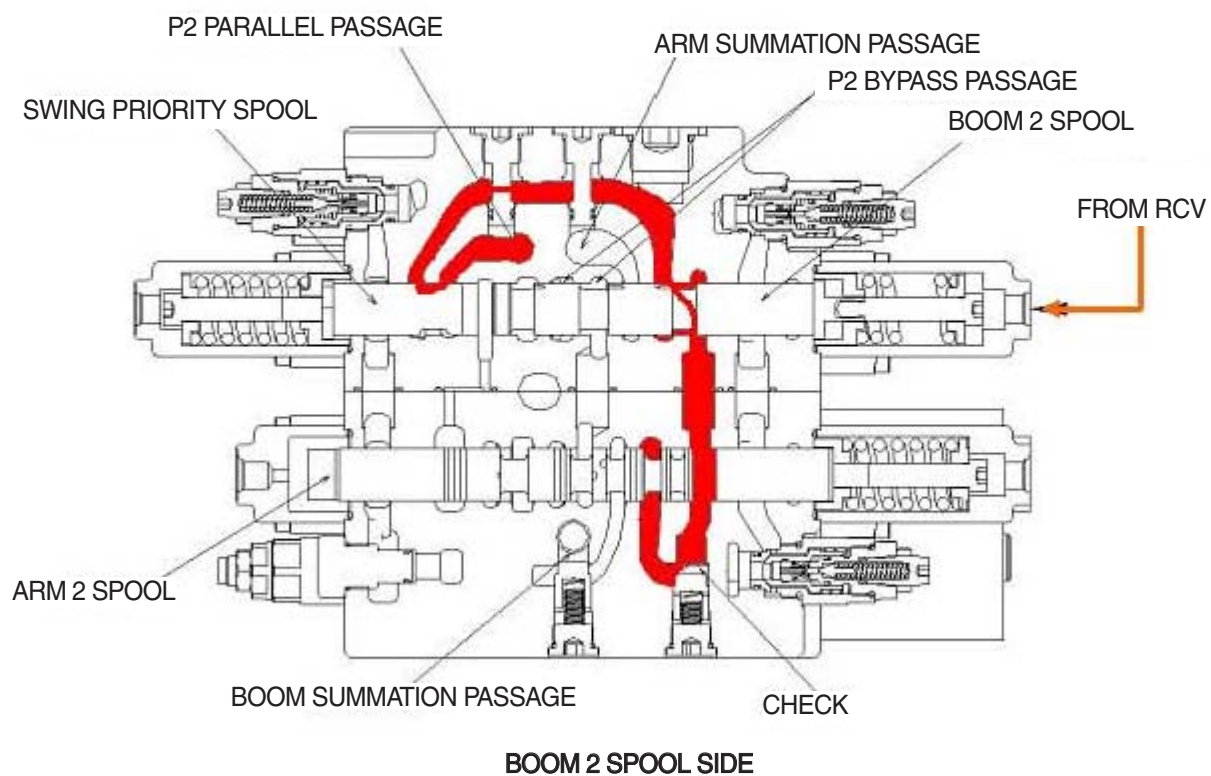 P2 PARALLEL PASSAGE
ARM SUMMATION PASSAGE
P2 BYPASS PASSAGE
SWING PRIORITY SPOOL
BOOM 2 SPOOL
FROM RCV
ARM 2 SPOOL
BOOM SUMMATION PASSAGE
CHECK
BOOM 2 SPOOL SIDE